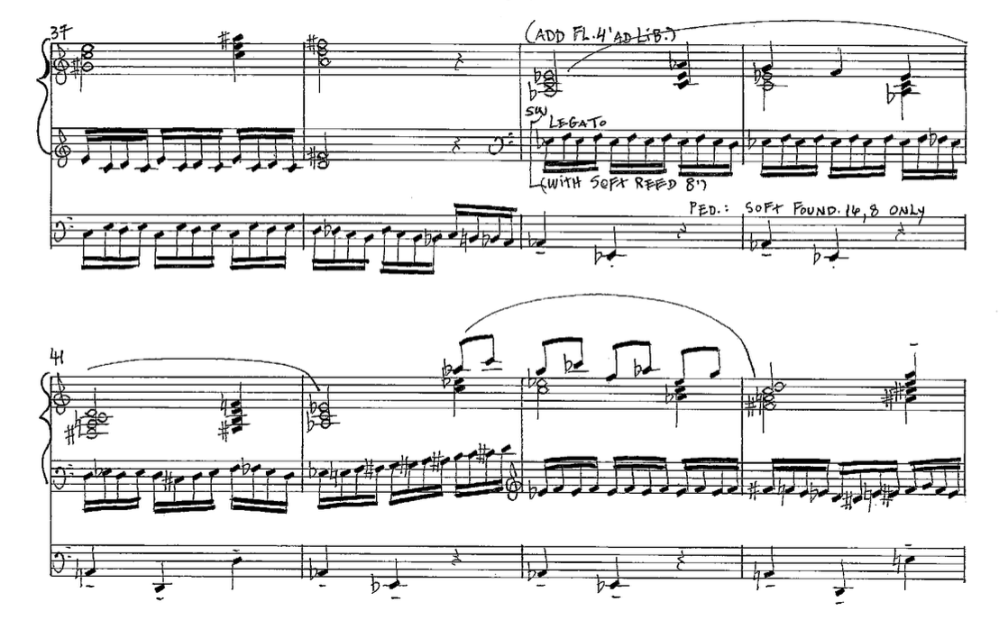 37
(ADD FL. 4' AD LIB.)
SW
LEGATO
(WITH SOFT REED 8')
PED.: SOFT FOUND. 16, 8 ONLY
41